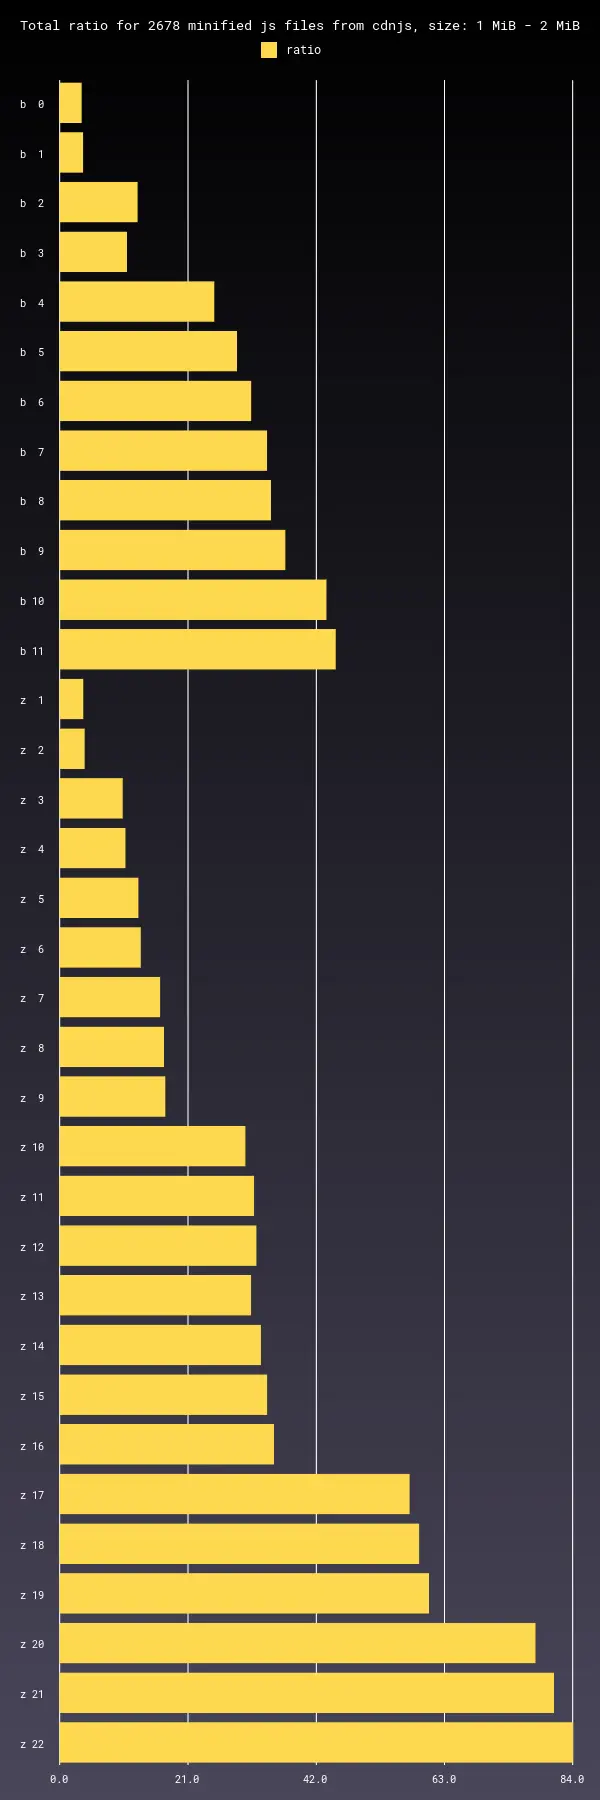 Total ratio for 2678 minified js files from cdnjs, size: 1 MiB - 2 MiB
ratio
b 0
b 1
b 2
b 3
b 4
b 5
b 6
b 7
b 8
b 9
b 10
b 11
z 1
z 2
z 3
z 4
z 5
z 6
z 7
z 8
z 9
z 10
z 11
z 12
z 13
z 14
z 15
z 16
z 17
z 18
z 19
z 20
z 21
z 22
0.0 21.0 42.0 63.0 84.0